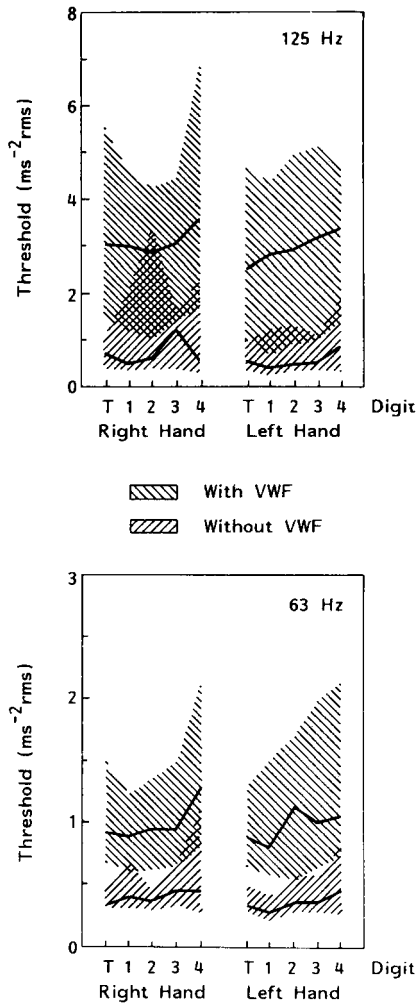 125 Hz
8
6
4
2
0
Threshold (ms⁻²rms)
T 1 2 3 4 T 1 2 3 4 Digit
Right Hand Left Hand
With VWF
Without VWF
63 Hz
3
2
1
0
Threshold (ms⁻²rms)
T 1 2 3 4 T 1 2 3 4 Digit
Right Hand Left Hand